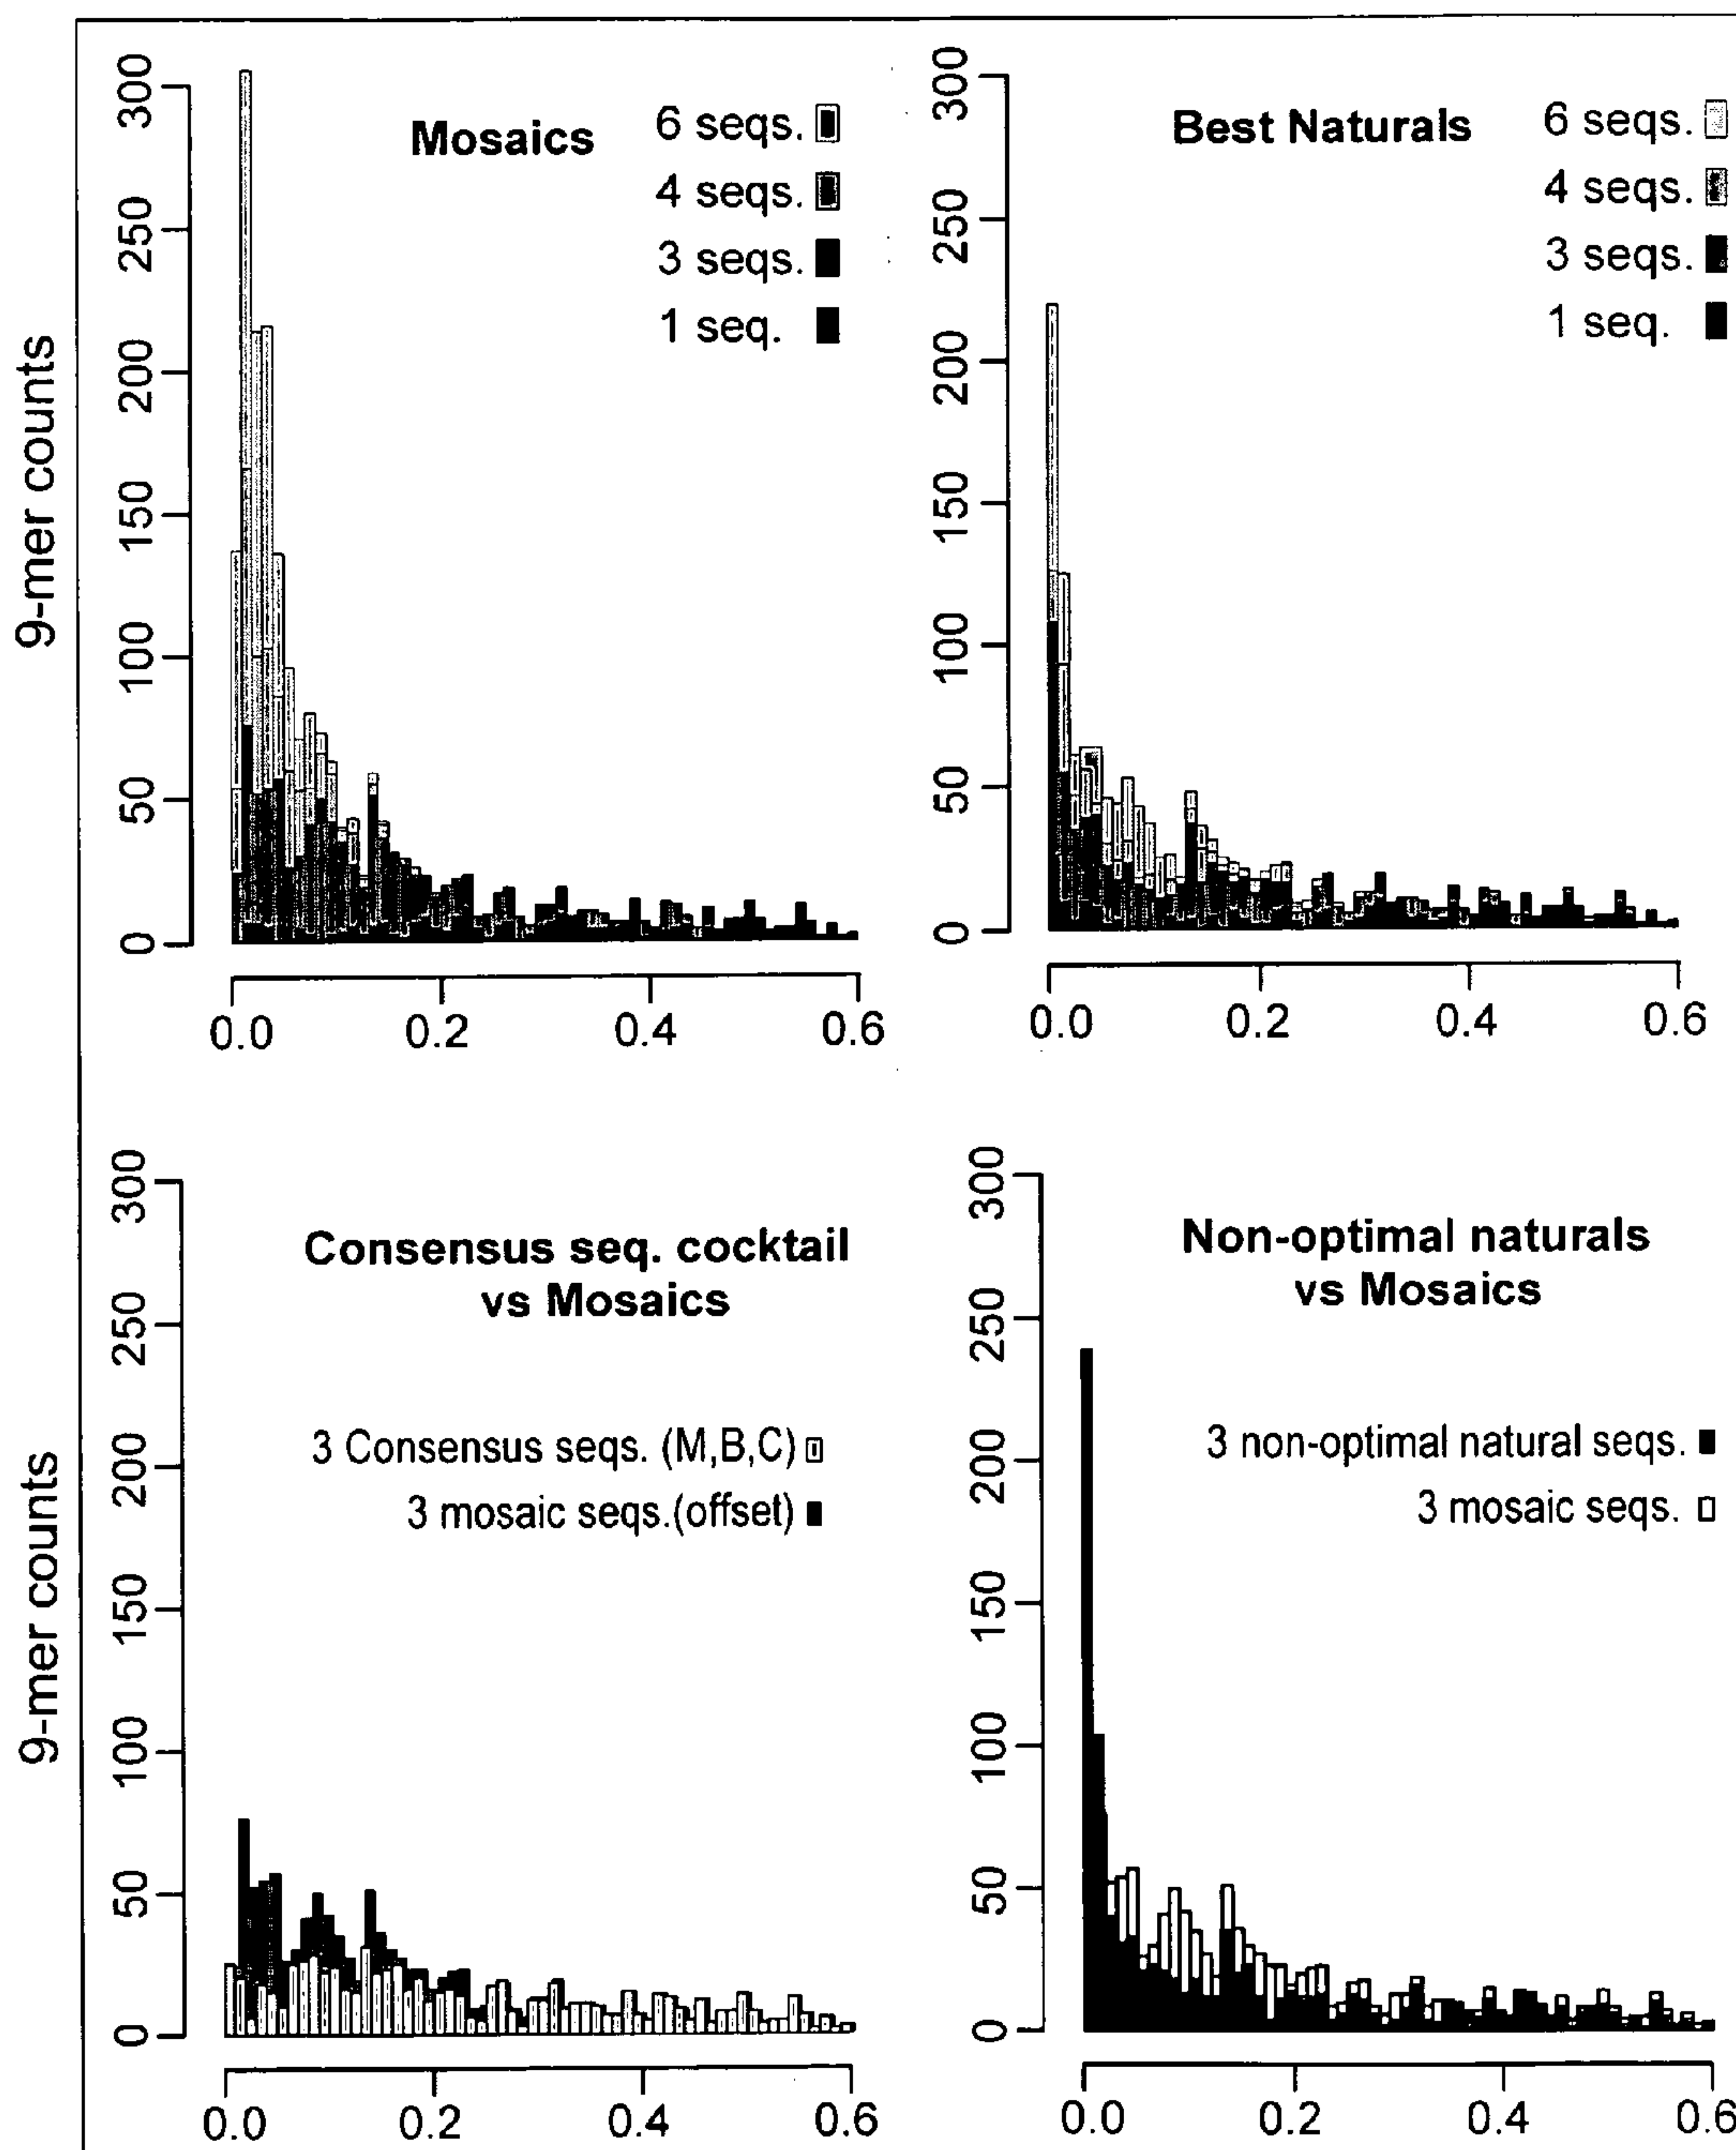 9-mer counts
300
250
200
150
100
50
0
Mosaics
6 seqs.
4 seqs.
3 seqs.
1 seq.
0.0 0.2 0.4 0.6
300
250
200
150
100
50
0
Best Naturals
6 seqs.
4 seqs.
3 seqs.
1 seq.
0.0 0.2 0.4 0.6
9-mer counts
300
250
200
150
100
50
0
Consensus seq. cocktail
vs Mosaics
3 Consensus seqs. (M,B,C)
3 mosaic seqs.(offset)
0.0 0.2 0.4 0.6
300
250
200
150
100
50
0
Non-optimal naturals
vs Mosaics
3 non-optimal natural seqs.
3 mosaic seqs.
0.0 0.2 0.4 0.6